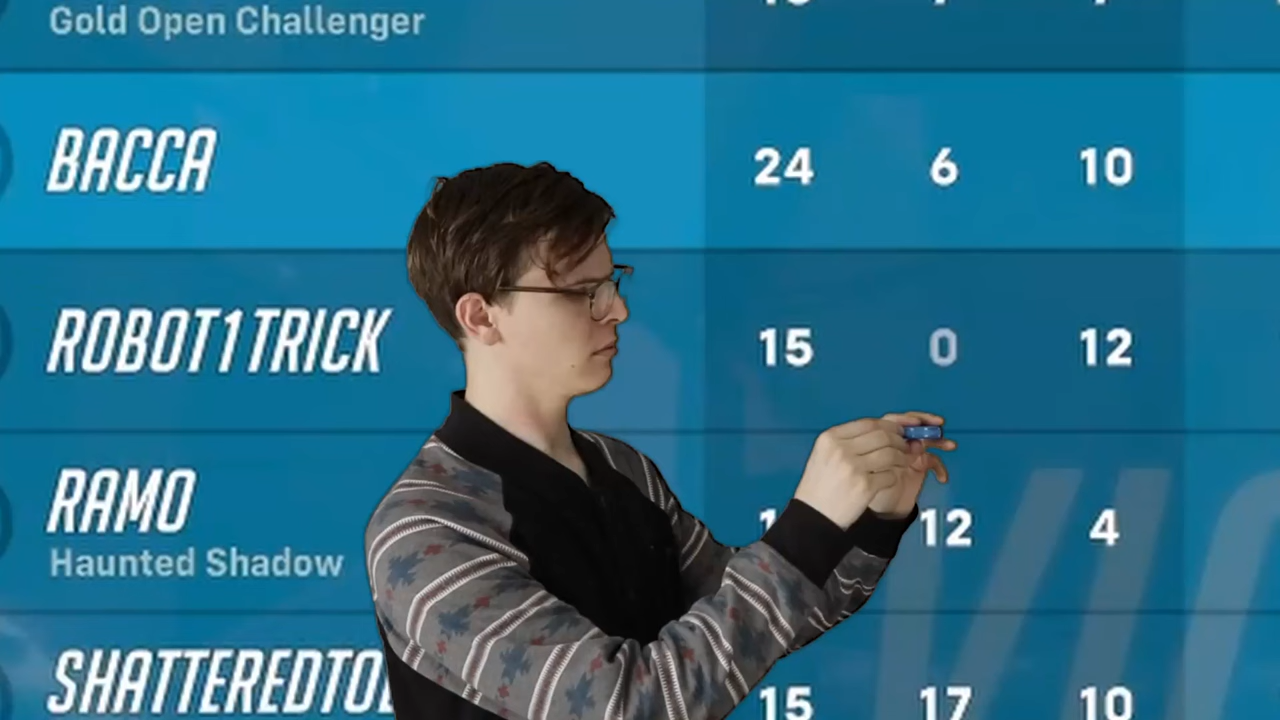 Gold Open Challenger
BACCA 24 6 10
ROBOT1TRICK 15 0 12
RAMO 12 4
Haunted Shadow
15 17 10